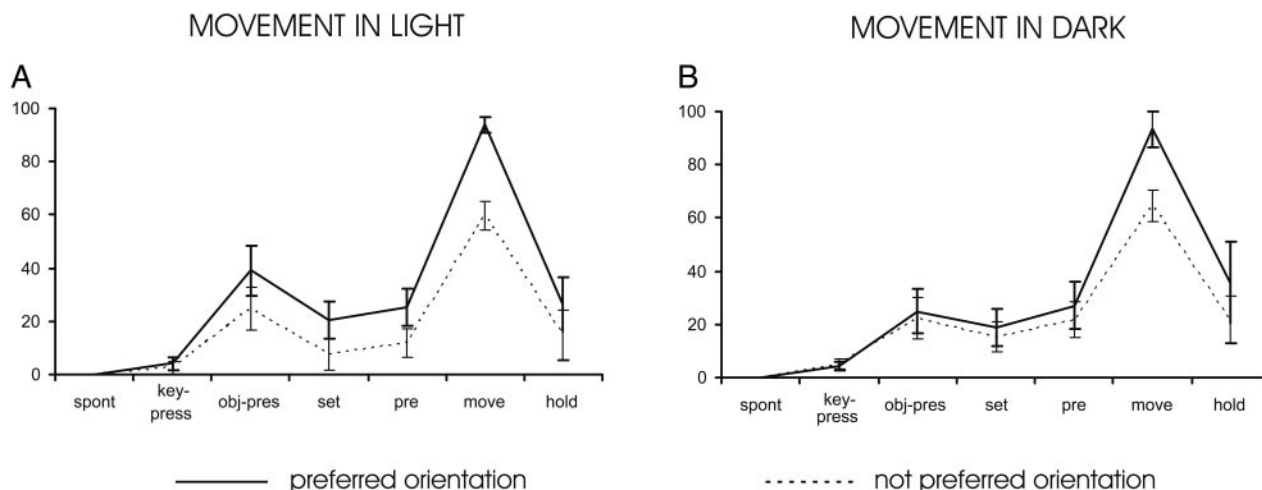 MOVEMENT IN LIGHT
MOVEMENT IN DARK
A
100
80
60
40
20
0
spont
key-
press
obj-pres
set
pre
move
hold
B
100
80
60
40
20
0
spont
key-
press
obj-pres
set
pre
move
hold
preferred orientation
not preferred orientation